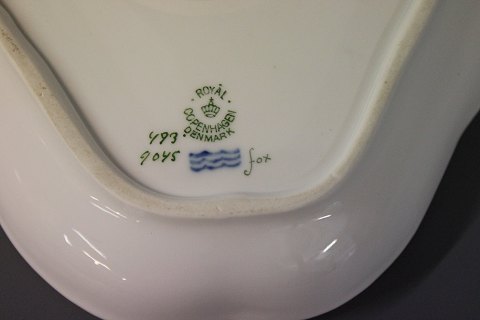 ROYAL
COPENHAGEN
DENMARK
493
9045
fox